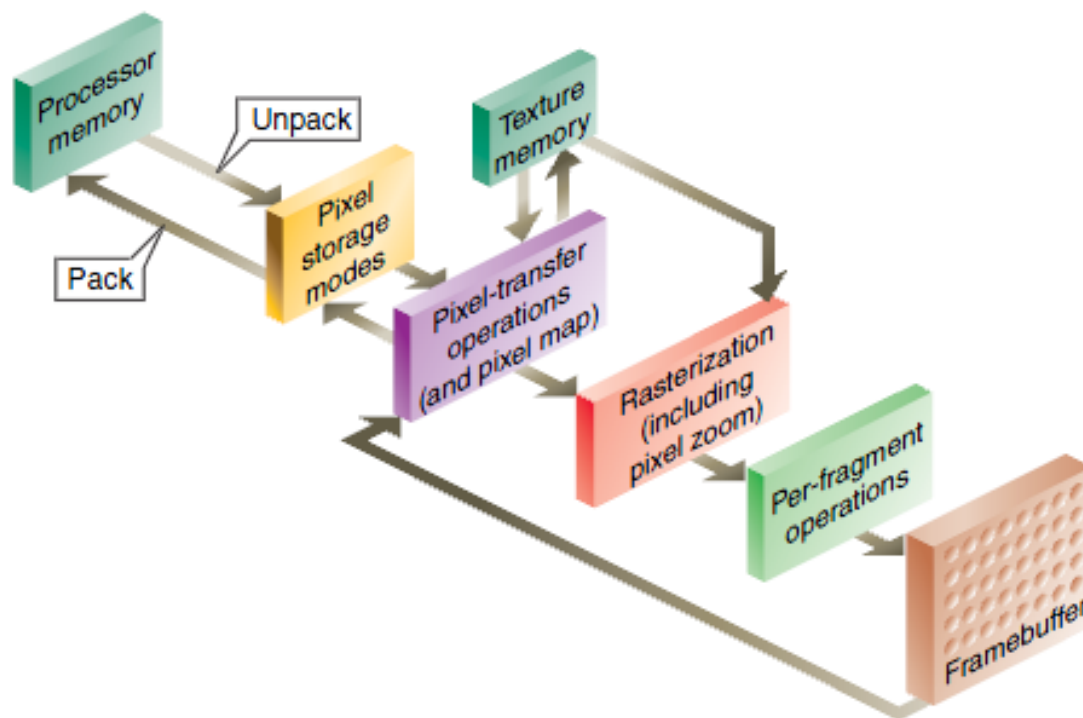 Processor
memory
Unpack
Pack
Pixel
storage
modes
Texture
memory
Pixel-transfer
operations
(and pixel map)
Rasterization
(including
pixel zoom)
Per-fragment
operations
Framebuffer